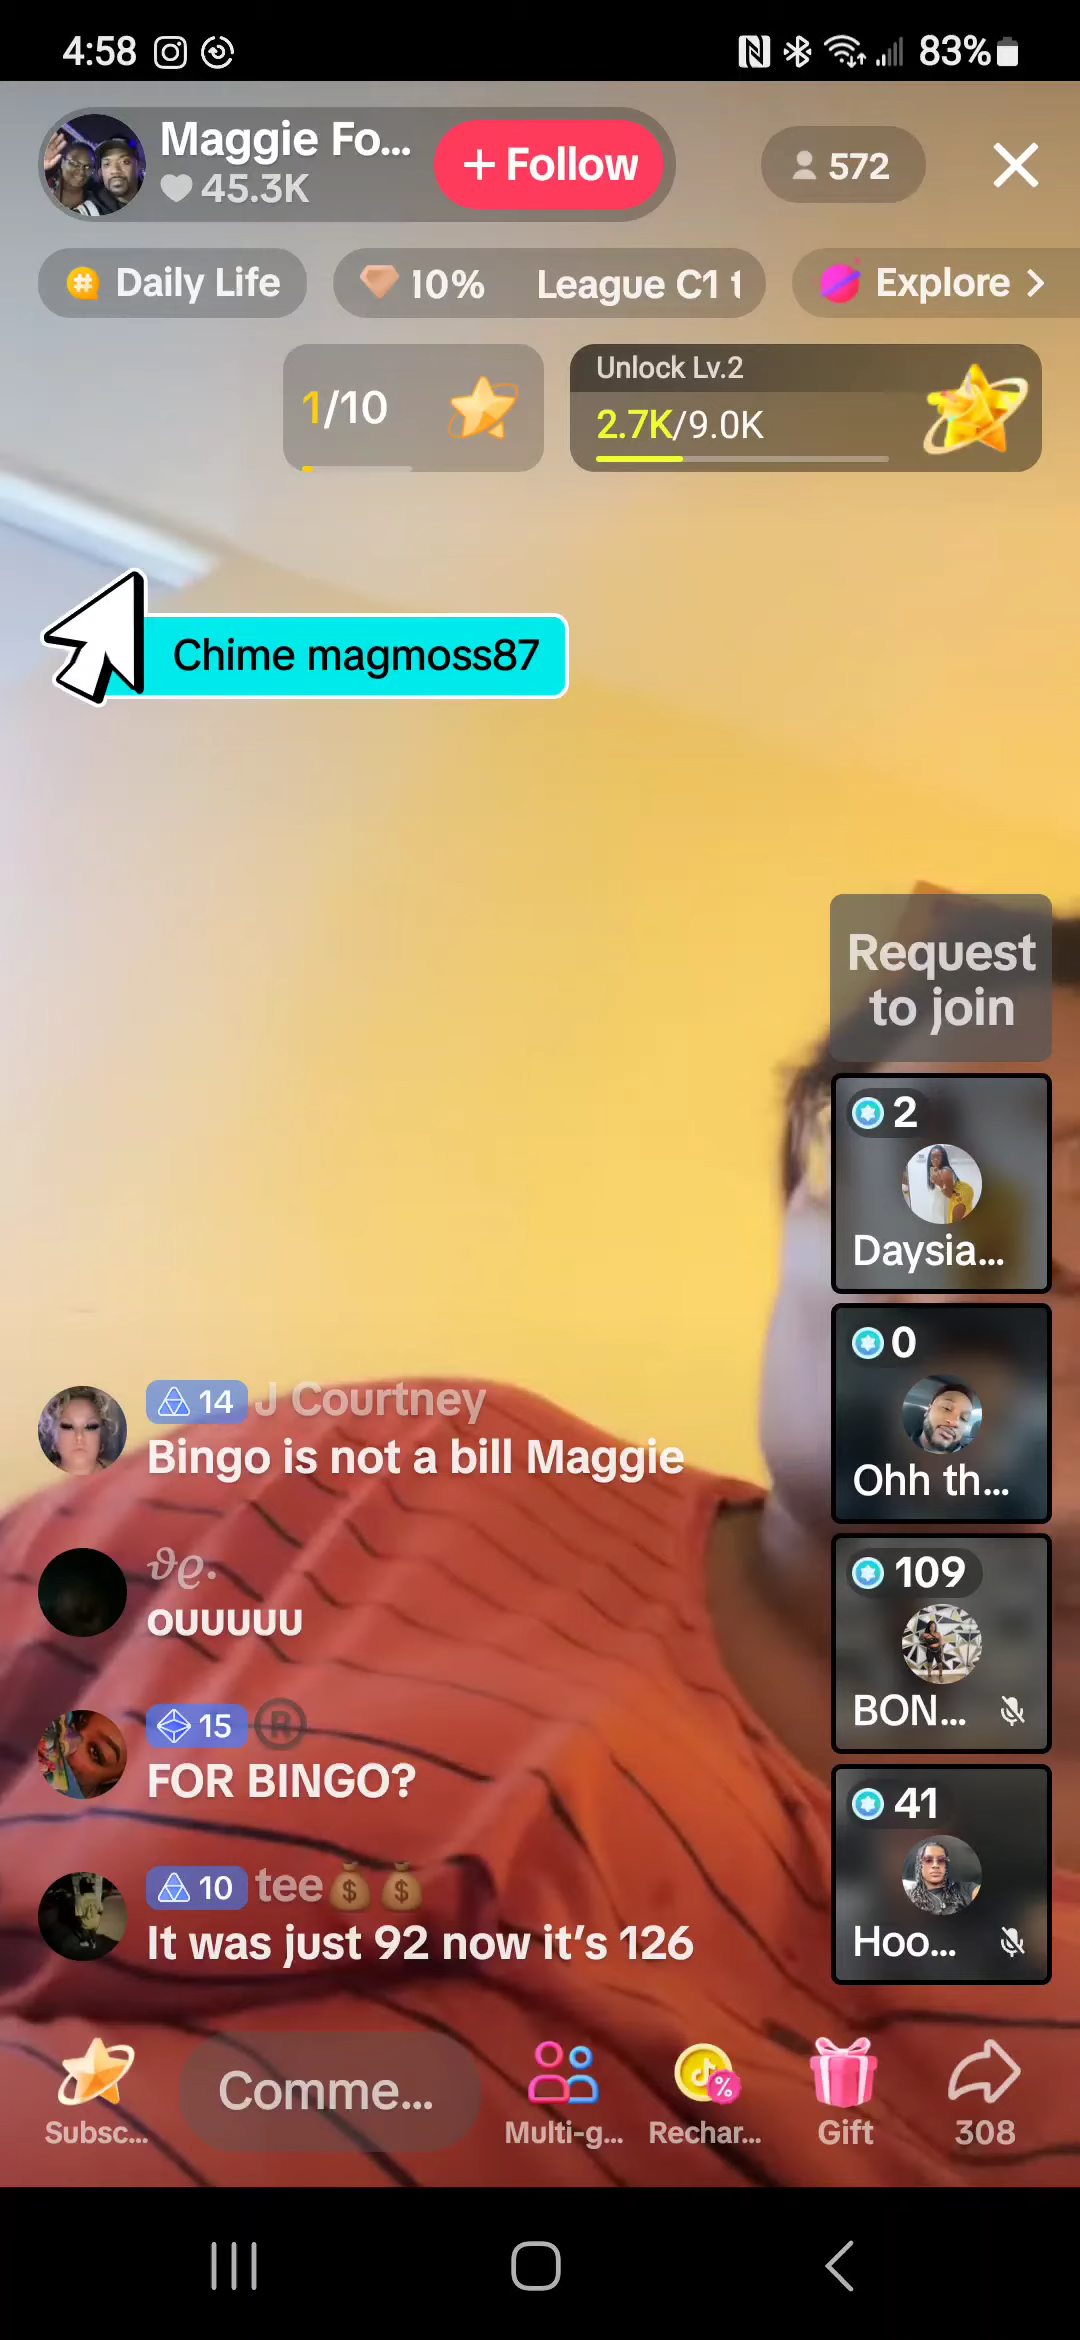 4:58 83%
Maggie Fo...
45.3K
+ Follow
572
Daily Life
10% League C1 1
Explore >
1/10
Unlock Lv.2
2.7K/9.0K
Chime magmoss87
Request
to join
2
Daysia...
0
Ohh th...
109
BON...
41
Hoo...
14 J Courtney
Bingo is not a bill Maggie
ϑҽ.
ouuuuu
15 R
FOR BINGO?
10 tee
It was just 92 now it's 126
Subsc...
Comme...
Multi-g...
Rechar...
Gift
308